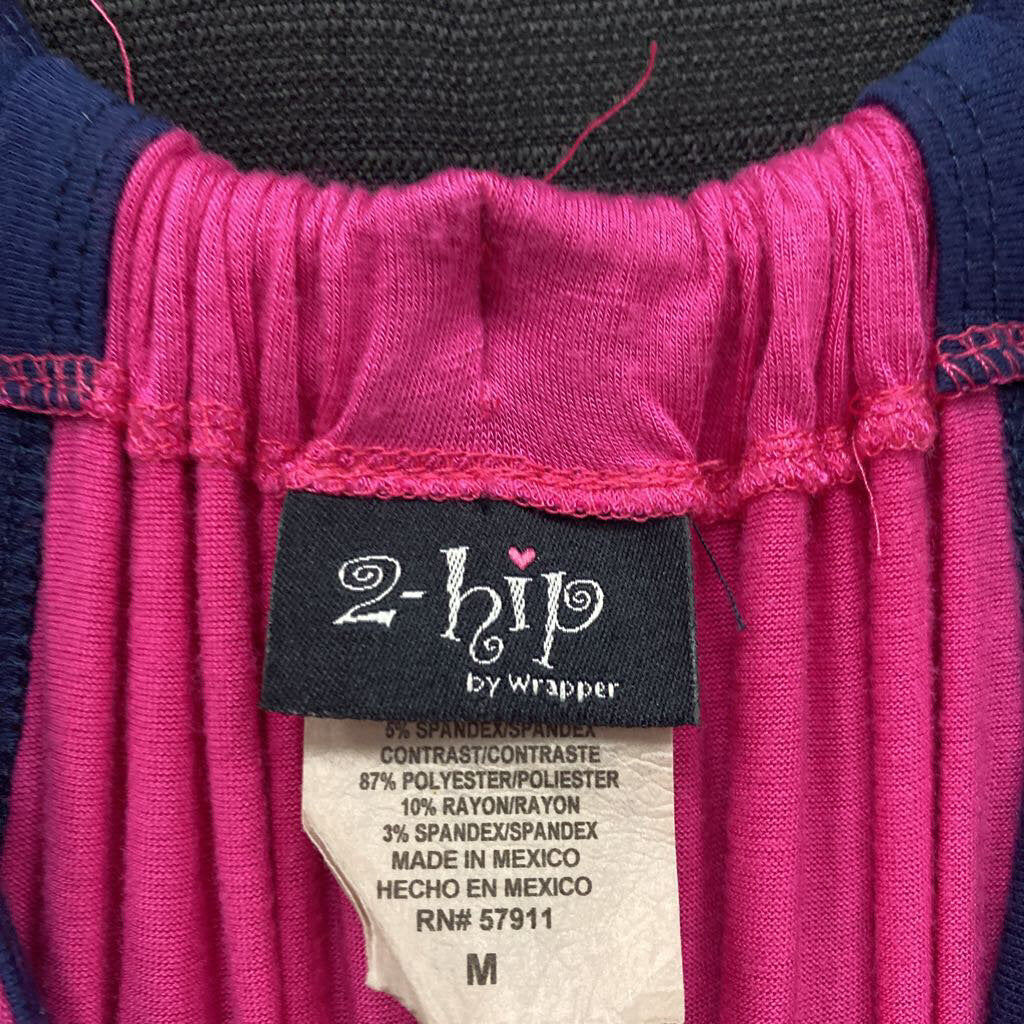 2-hip
by Wrapper
5% SPANDEX/SPANDEX
CONTRAST/CONTRASTE
87% POLYESTER/POLIESTER
10% RAYON/RAYON
3% SPANDEX/SPANDEX
MADE IN MEXICO
HECHO EN MEXICO
RN# 57911
M